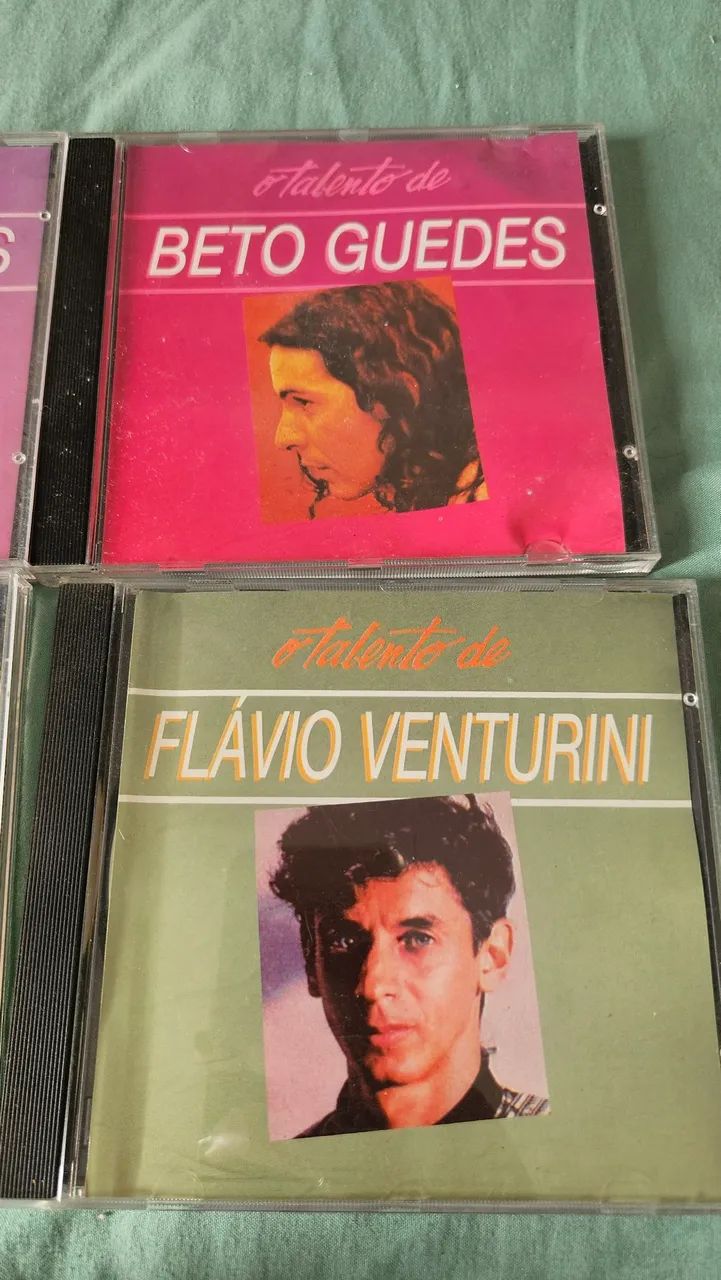 o talento de
BETO GUEDES
S
o talento de
FLÁVIO VENTURINI